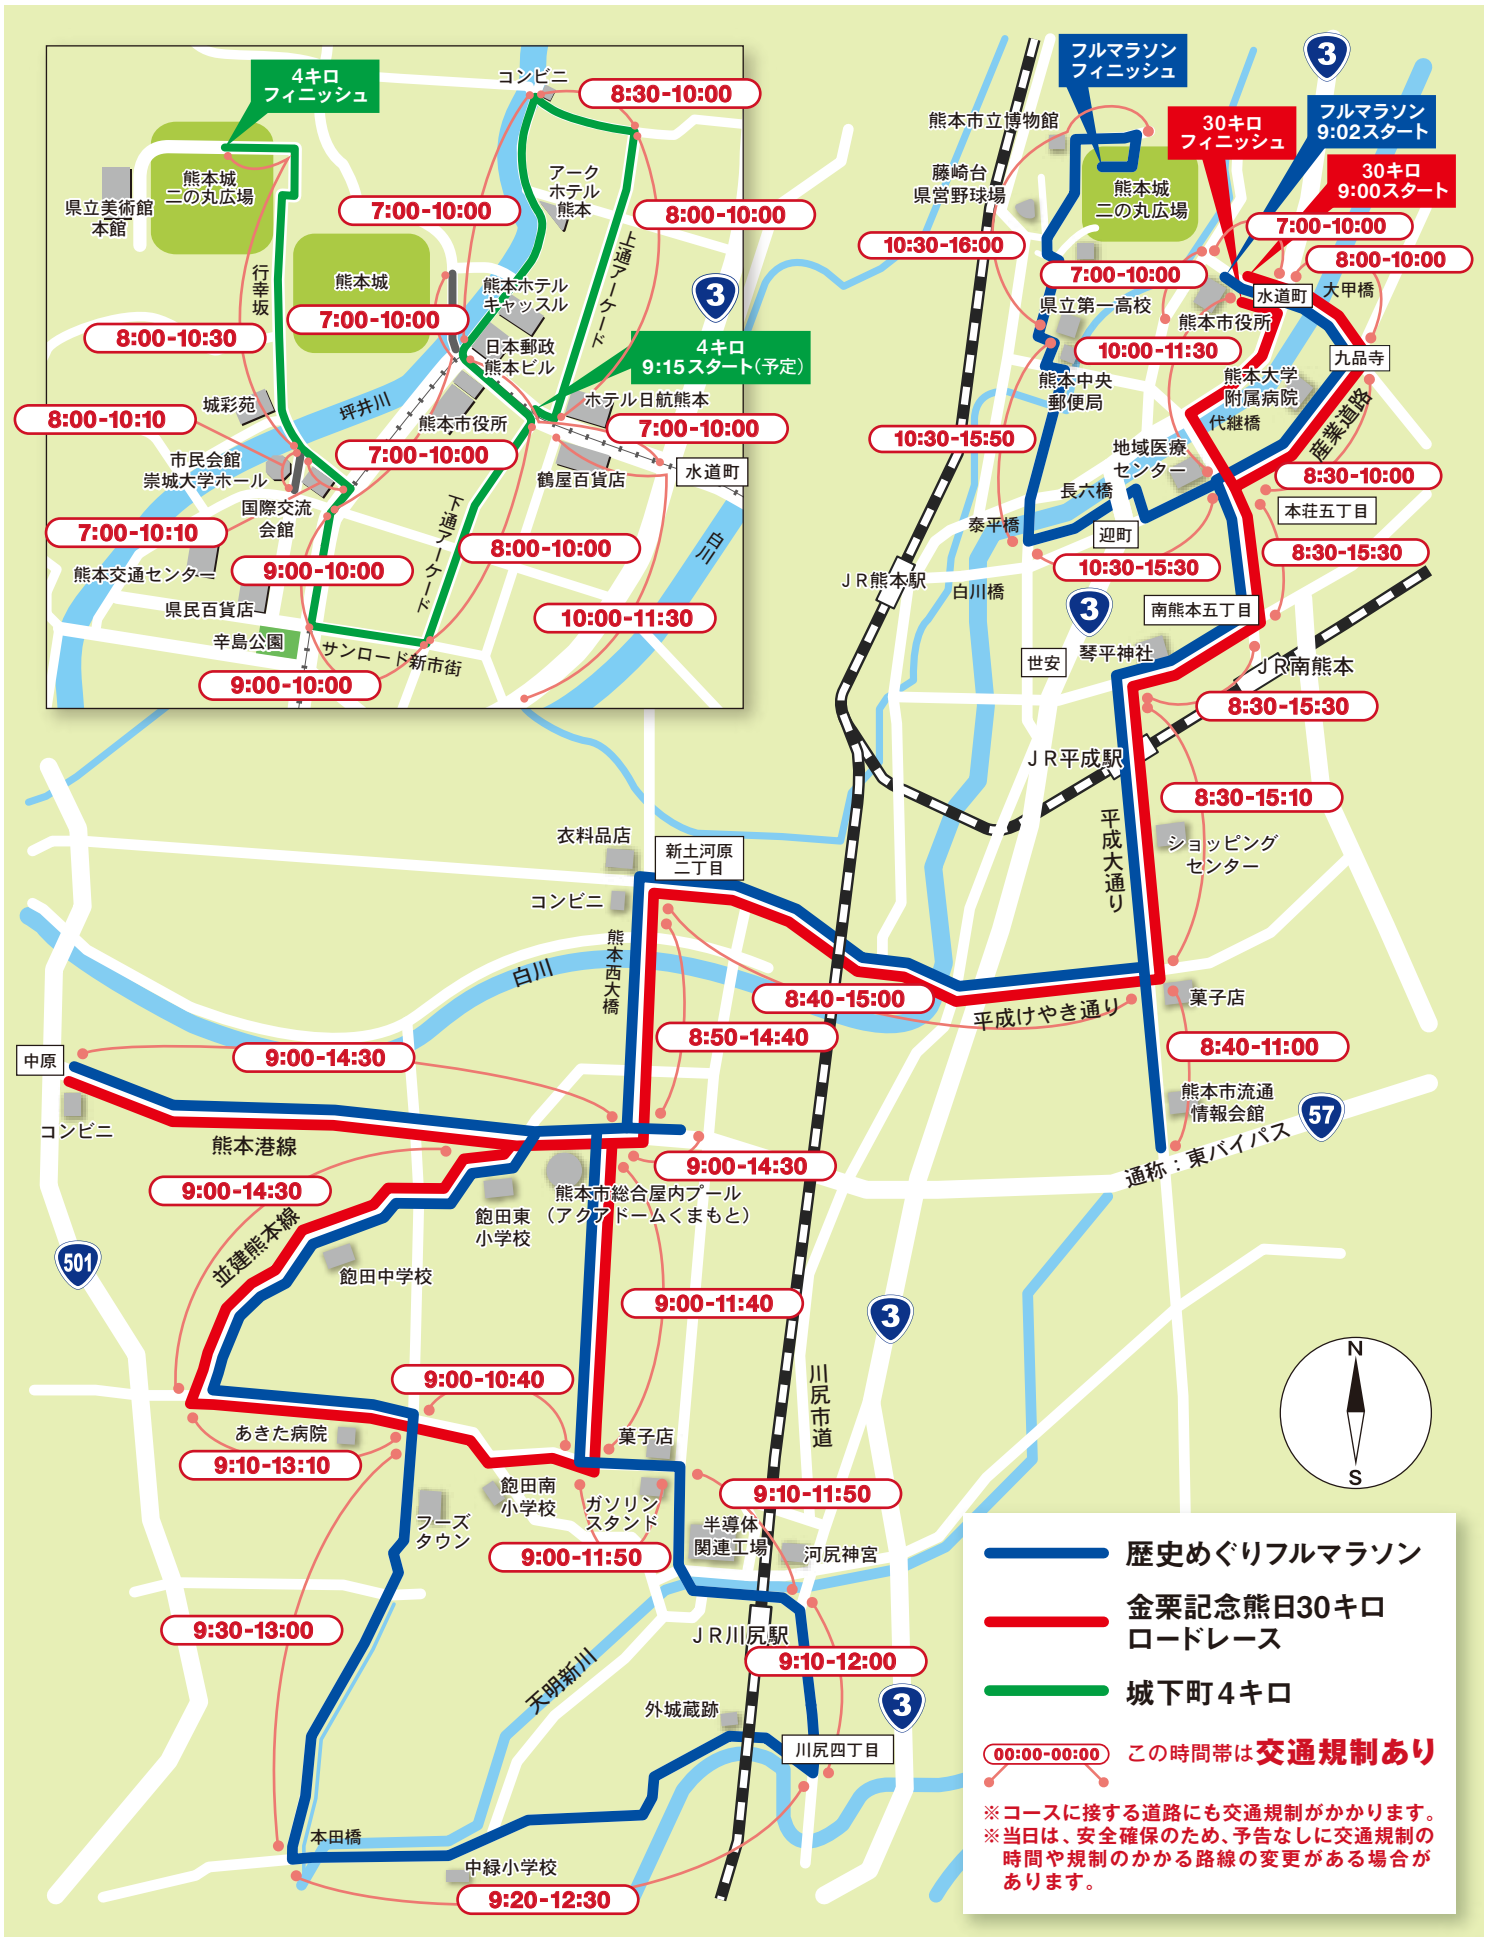 コンビニ
8:30-10:00
4キロ
フィニッシュ
熊本城
二の丸広場
県立美術館
本館
アーク
ホテル
熊本
7:00-10:00
8:00-10:00
上通アーケード
行幸坂
熊本城
熊本ホテル
キャッスル
3
7:00-10:00
8:00-10:30
日本郵政
熊本ビル
4キロ
9:15スタート(予定)
城彩苑
坪井川
ホテル日航熊本
8:00-10:10
熊本市役所
7:00-10:00
7:00-10:00
市民会館
崇城大学ホール
鶴屋百貨店
水道町
国際交流
会館
下通アーケード
7:00-10:10
8:00-10:00
白川
熊本交通センター
9:00-10:00
県民百貨店
10:00-11:30
辛島公園
サンロード新市街
9:00-10:00
フルマラソン
フィニッシュ
3
熊本市立博物館
30キロ
フィニッシュ
フルマラソン
9:02スタート
藤崎台
県営野球場
熊本城
二の丸広場
30キロ
9:00スタート
7:00-10:00
10:30-16:00
8:00-10:00
7:00-10:00
水道町
大甲橋
県立第一高校
熊本市役所
10:00-11:30
九品寺
熊本中央
郵便局
熊本大学
附属病院
産業道路
代継橋
10:30-15:50
地域医療
センター
8:30-10:00
長六橋
本荘五丁目
泰平橋
迎町
8:30-15:30
10:30-15:30
JR熊本駅
白川橋
3
南熊本五丁目
世安
琴平神社
JR南熊本
8:30-15:30
JR平成駅
8:30-15:10
平成大通り
ショッピング
センター
衣料品店
新土河原
二丁目
コンビニ
熊本西大橋
白川
8:40-15:00
平成けやき通り
菓子店
8:50-14:40
8:40-11:00
中原
9:00-14:30
熊本市流通
情報会館
57
コンビニ
熊本港線
通称：東バイパス
9:00-14:30
9:00-14:30
熊本市総合屋内プール
(アクアドームくまもと)
飽田東
小学校
並建熊本線
501
飽田中学校
9:00-11:40
3
川尻市道
N
S
9:00-10:40
あきた病院
菓子店
9:10-13:10
飽田南
小学校
ガソリン
スタンド
9:10-11:50
フーズ
タウン
半導体
関連工場
河尻神宮
9:00-11:50
9:30-13:00
JR川尻駅
9:10-12:00
天明新川
外城蔵跡
3
川尻四丁目
本田橋
中緑小学校
9:20-12:30
歴史めぐりフルマラソン
金栗記念熊日30キロ
ロードレース
城下町4キロ
00:00-00:00
この時間帯は交通規制あり
※コースに接する道路にも交通規制がかかります。
※当日は、安全確保のため、予告なしに交通規制の
時間や規制のかかる路線の変更がある場合が
あります。